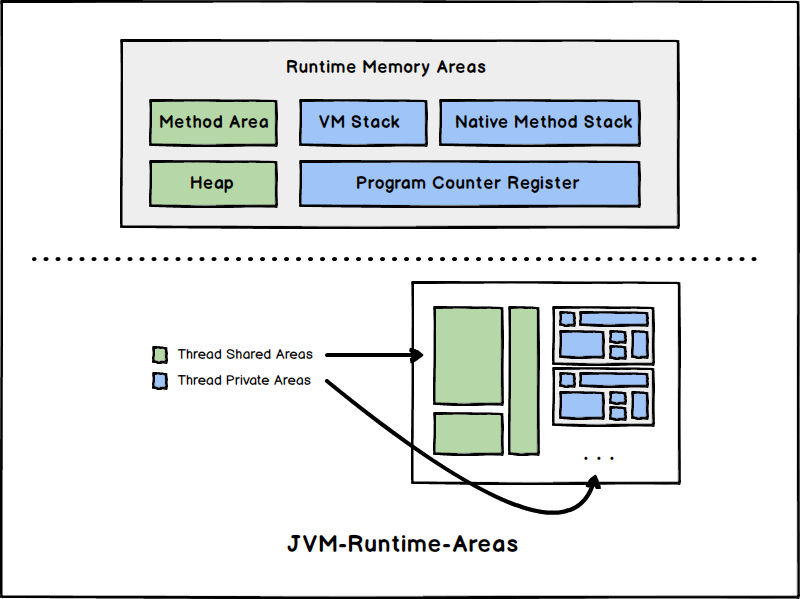 Runtime Memory Areas
Method Area
VM Stack
Native Method Stack
Heap
Program Counter Register
Thread Shared Areas
Thread Private Areas
. . .
JVM-Runtime-Areas